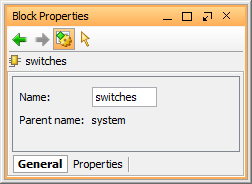 Block Properties
switches
Name: switches
Parent name: system
General Properties